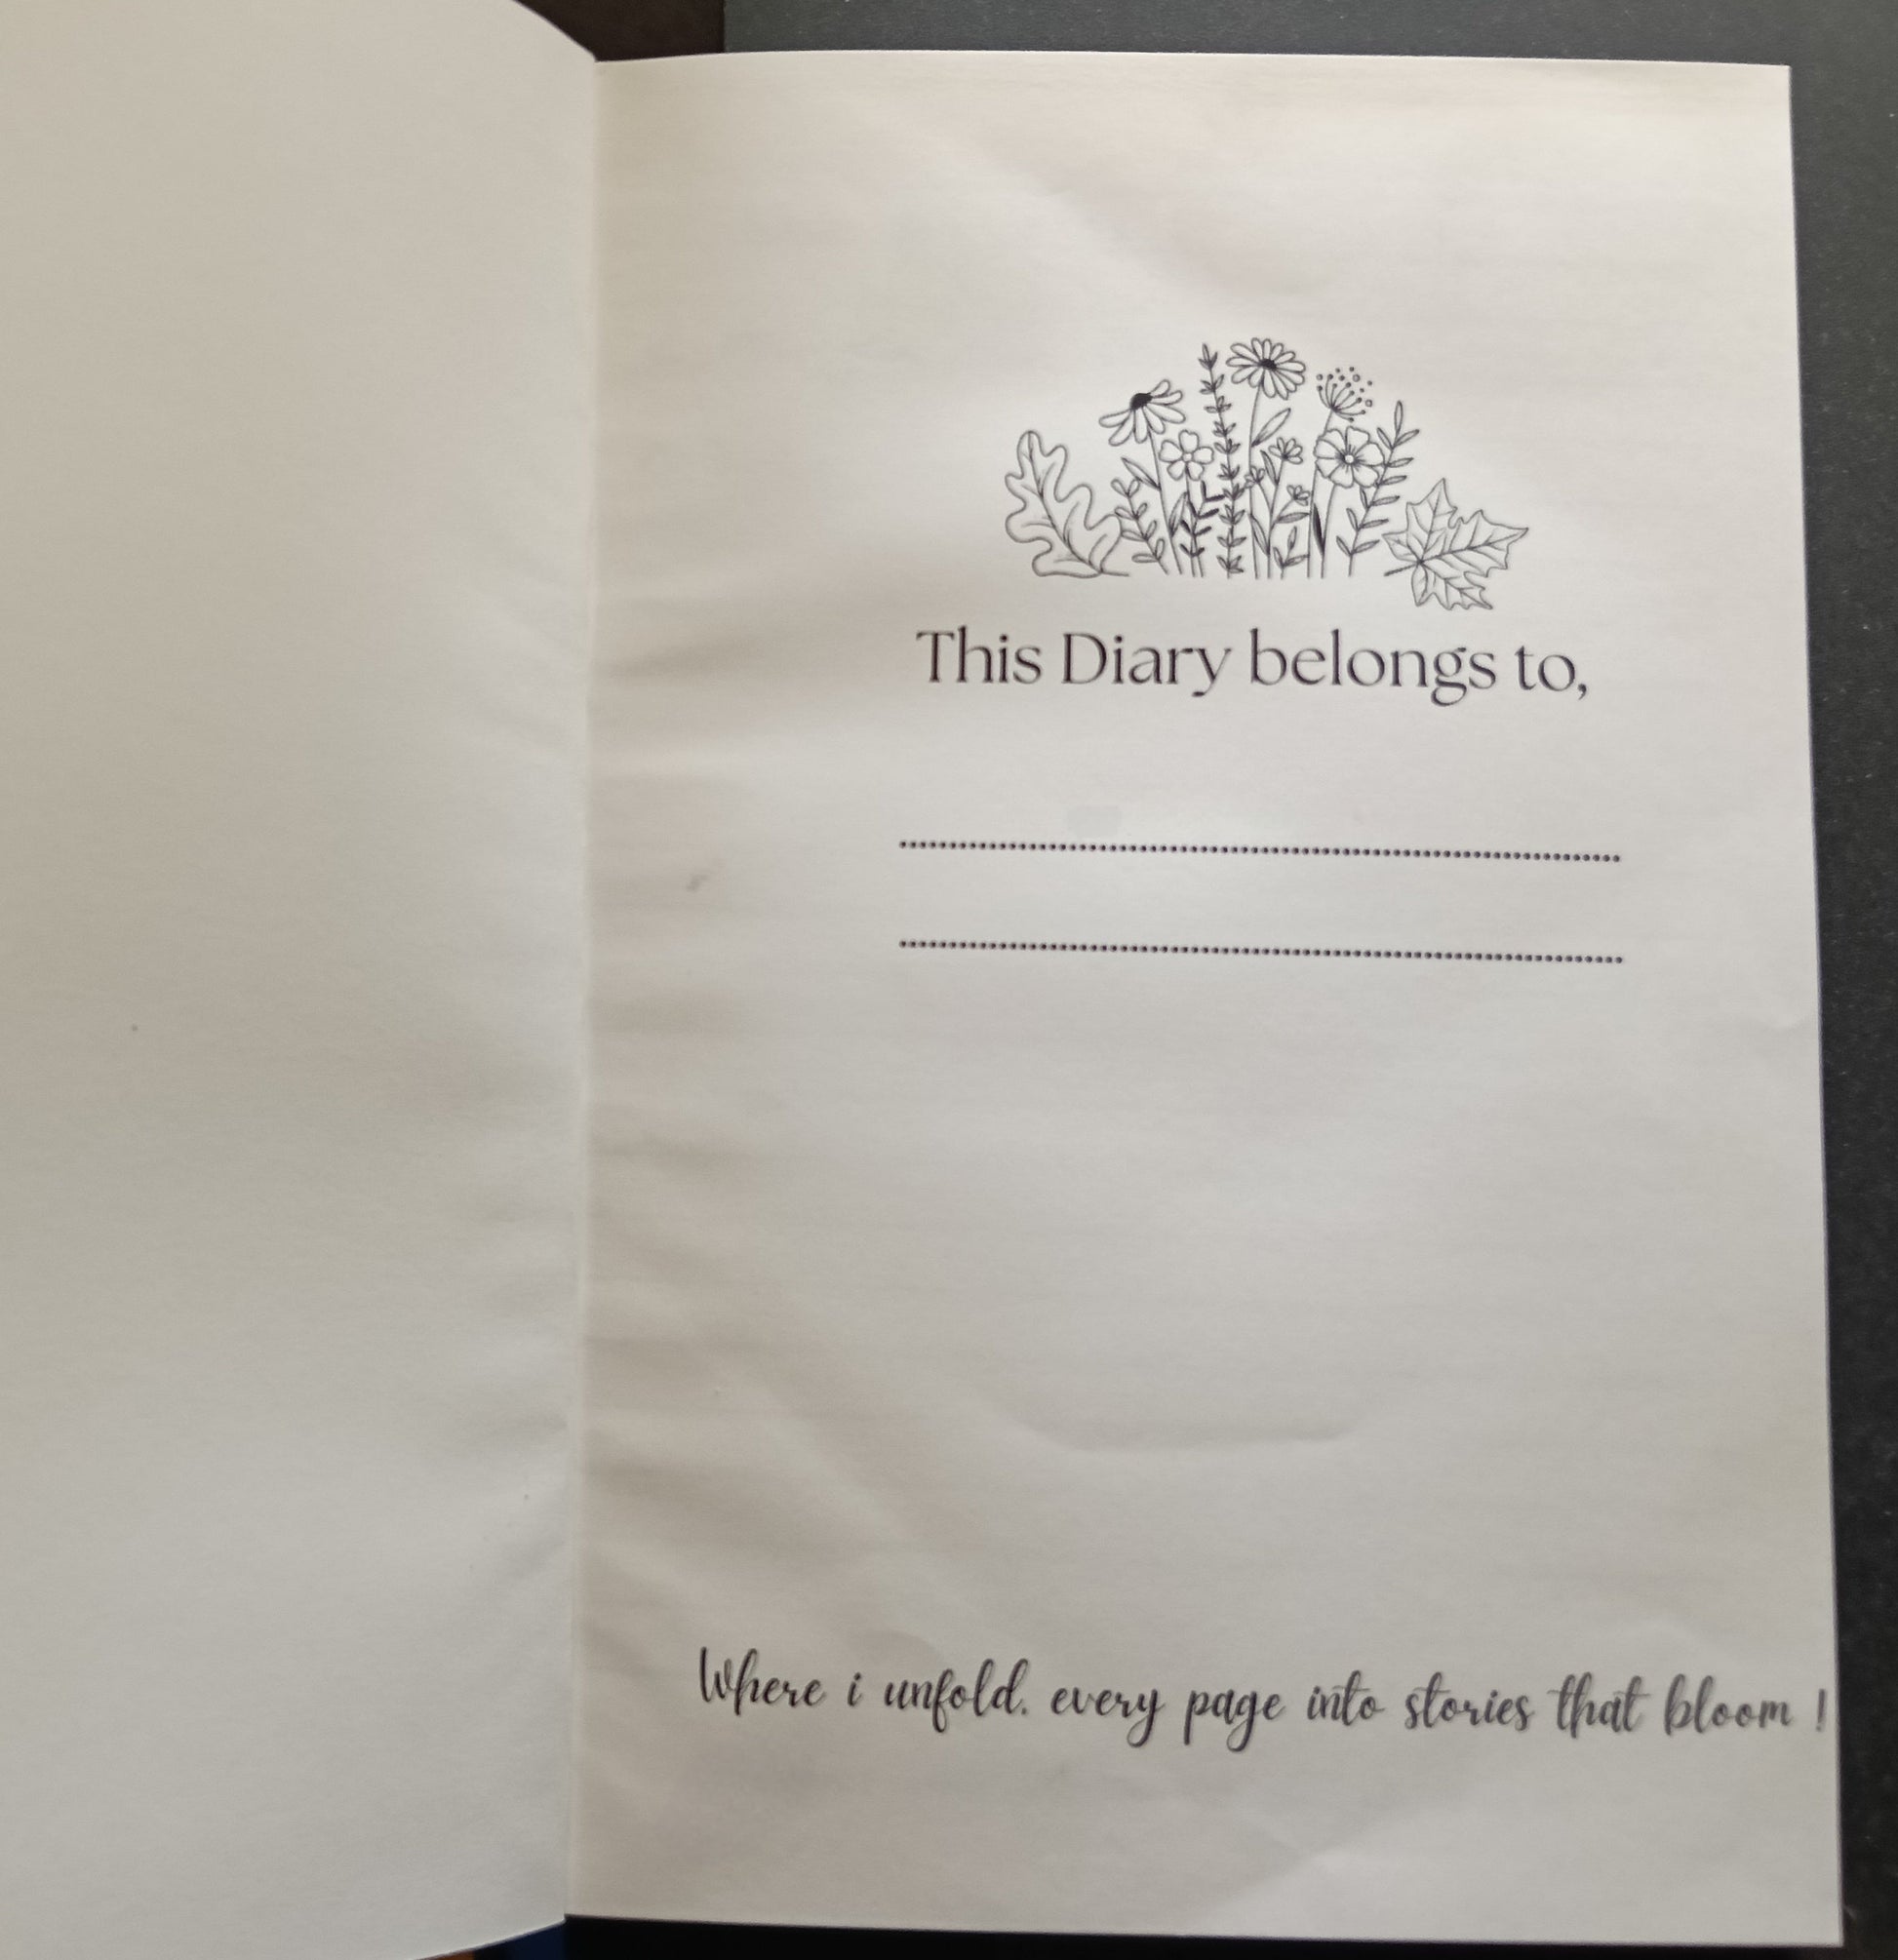 This Diary belongs to,
Where i unfold. every page into stories that bloom !